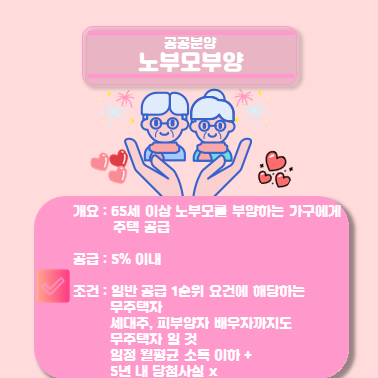 공공분양
노부모부양
개요 : 65세 이상 노부모를 부양하는 가구에게
주택 공급
공급 : 5% 이내
조건 : 일반 공급 1순위 요건에 해당하는
무주택자
세대주, 피부양자 배우자까지도
무주택자 일 것
일정 월평균 소득 이하 +
5년 내 당첨사실 x